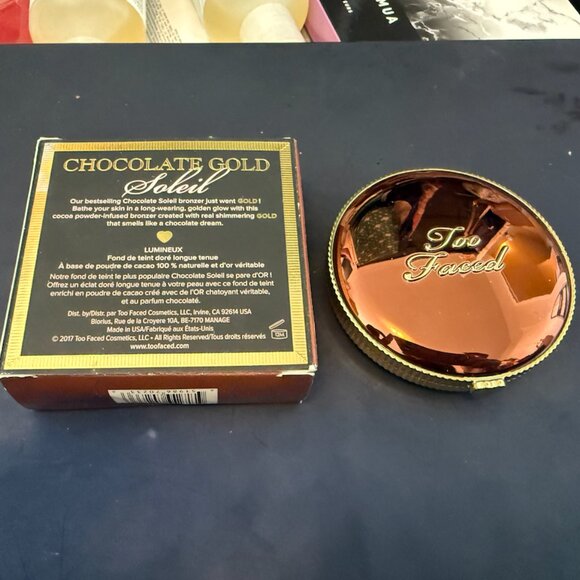 MUA
CHOCOLATE GOLD
Soleil
Our bestselling Chocolate Soleil bronzer just went GOLD!
Bathe your skin in a long-wearing, golden glow with this
cocoa powder-infused bronzer created with real shimmering GOLD
that smells like a chocolate dream.
LUMINEUX
Fond de teint doré longue tenue
À base de poudre de cacao 100 % naturelle et d'or véritable
Notre fond de teint le plus populaire Chocolate Soleil se pare d'OR !
Offrez un éclat doré longue tenue à votre peau avec ce fond de teint
enrichi en poudre de cacao créé avec de l'OR chatoyant véritable,
et au parfum chocolaté.
Dist. by/Distr. par Too Faced Cosmetics, LLC, Irvine, CA 92614 USA
Biorius, Rue de la Croyere 10A, BE-7170 MANAGE
Made in USA/Fabriqué aux États-Unis
© 2017 Too Faced Cosmetics, LLC • All Rights Reserved/Tous droits réservés
www.toofaced.com
12M
Too
Faced